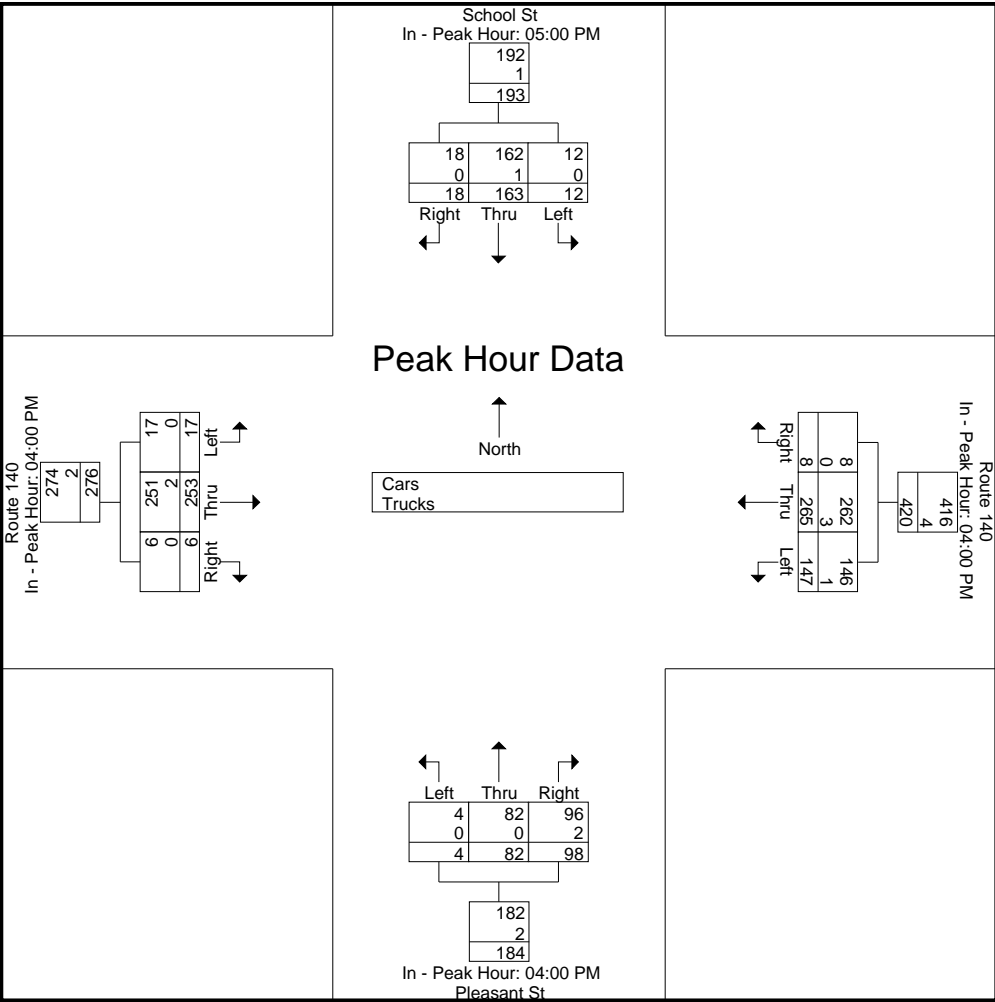 School St
In - Peak Hour: 05:00 PM
192
1
193
18 162 12
0 1 0
18 163 12
Right Thru Left
Peak Hour Data
North
Cars
Trucks
Route 140
In - Peak Hour: 04:00 PM
274
2
276
17 0 17 Left
251 2 253 Thru
6 0 6 Right
Right 8 0 8
Thru 265 3 262
Left 147 1 146
416
4
420
Route 140
In - Peak Hour: 04:00 PM
Left Thru Right
4 82 96
0 0 2
4 82 98
182
2
184
In - Peak Hour: 04:00 PM
Pleasant St